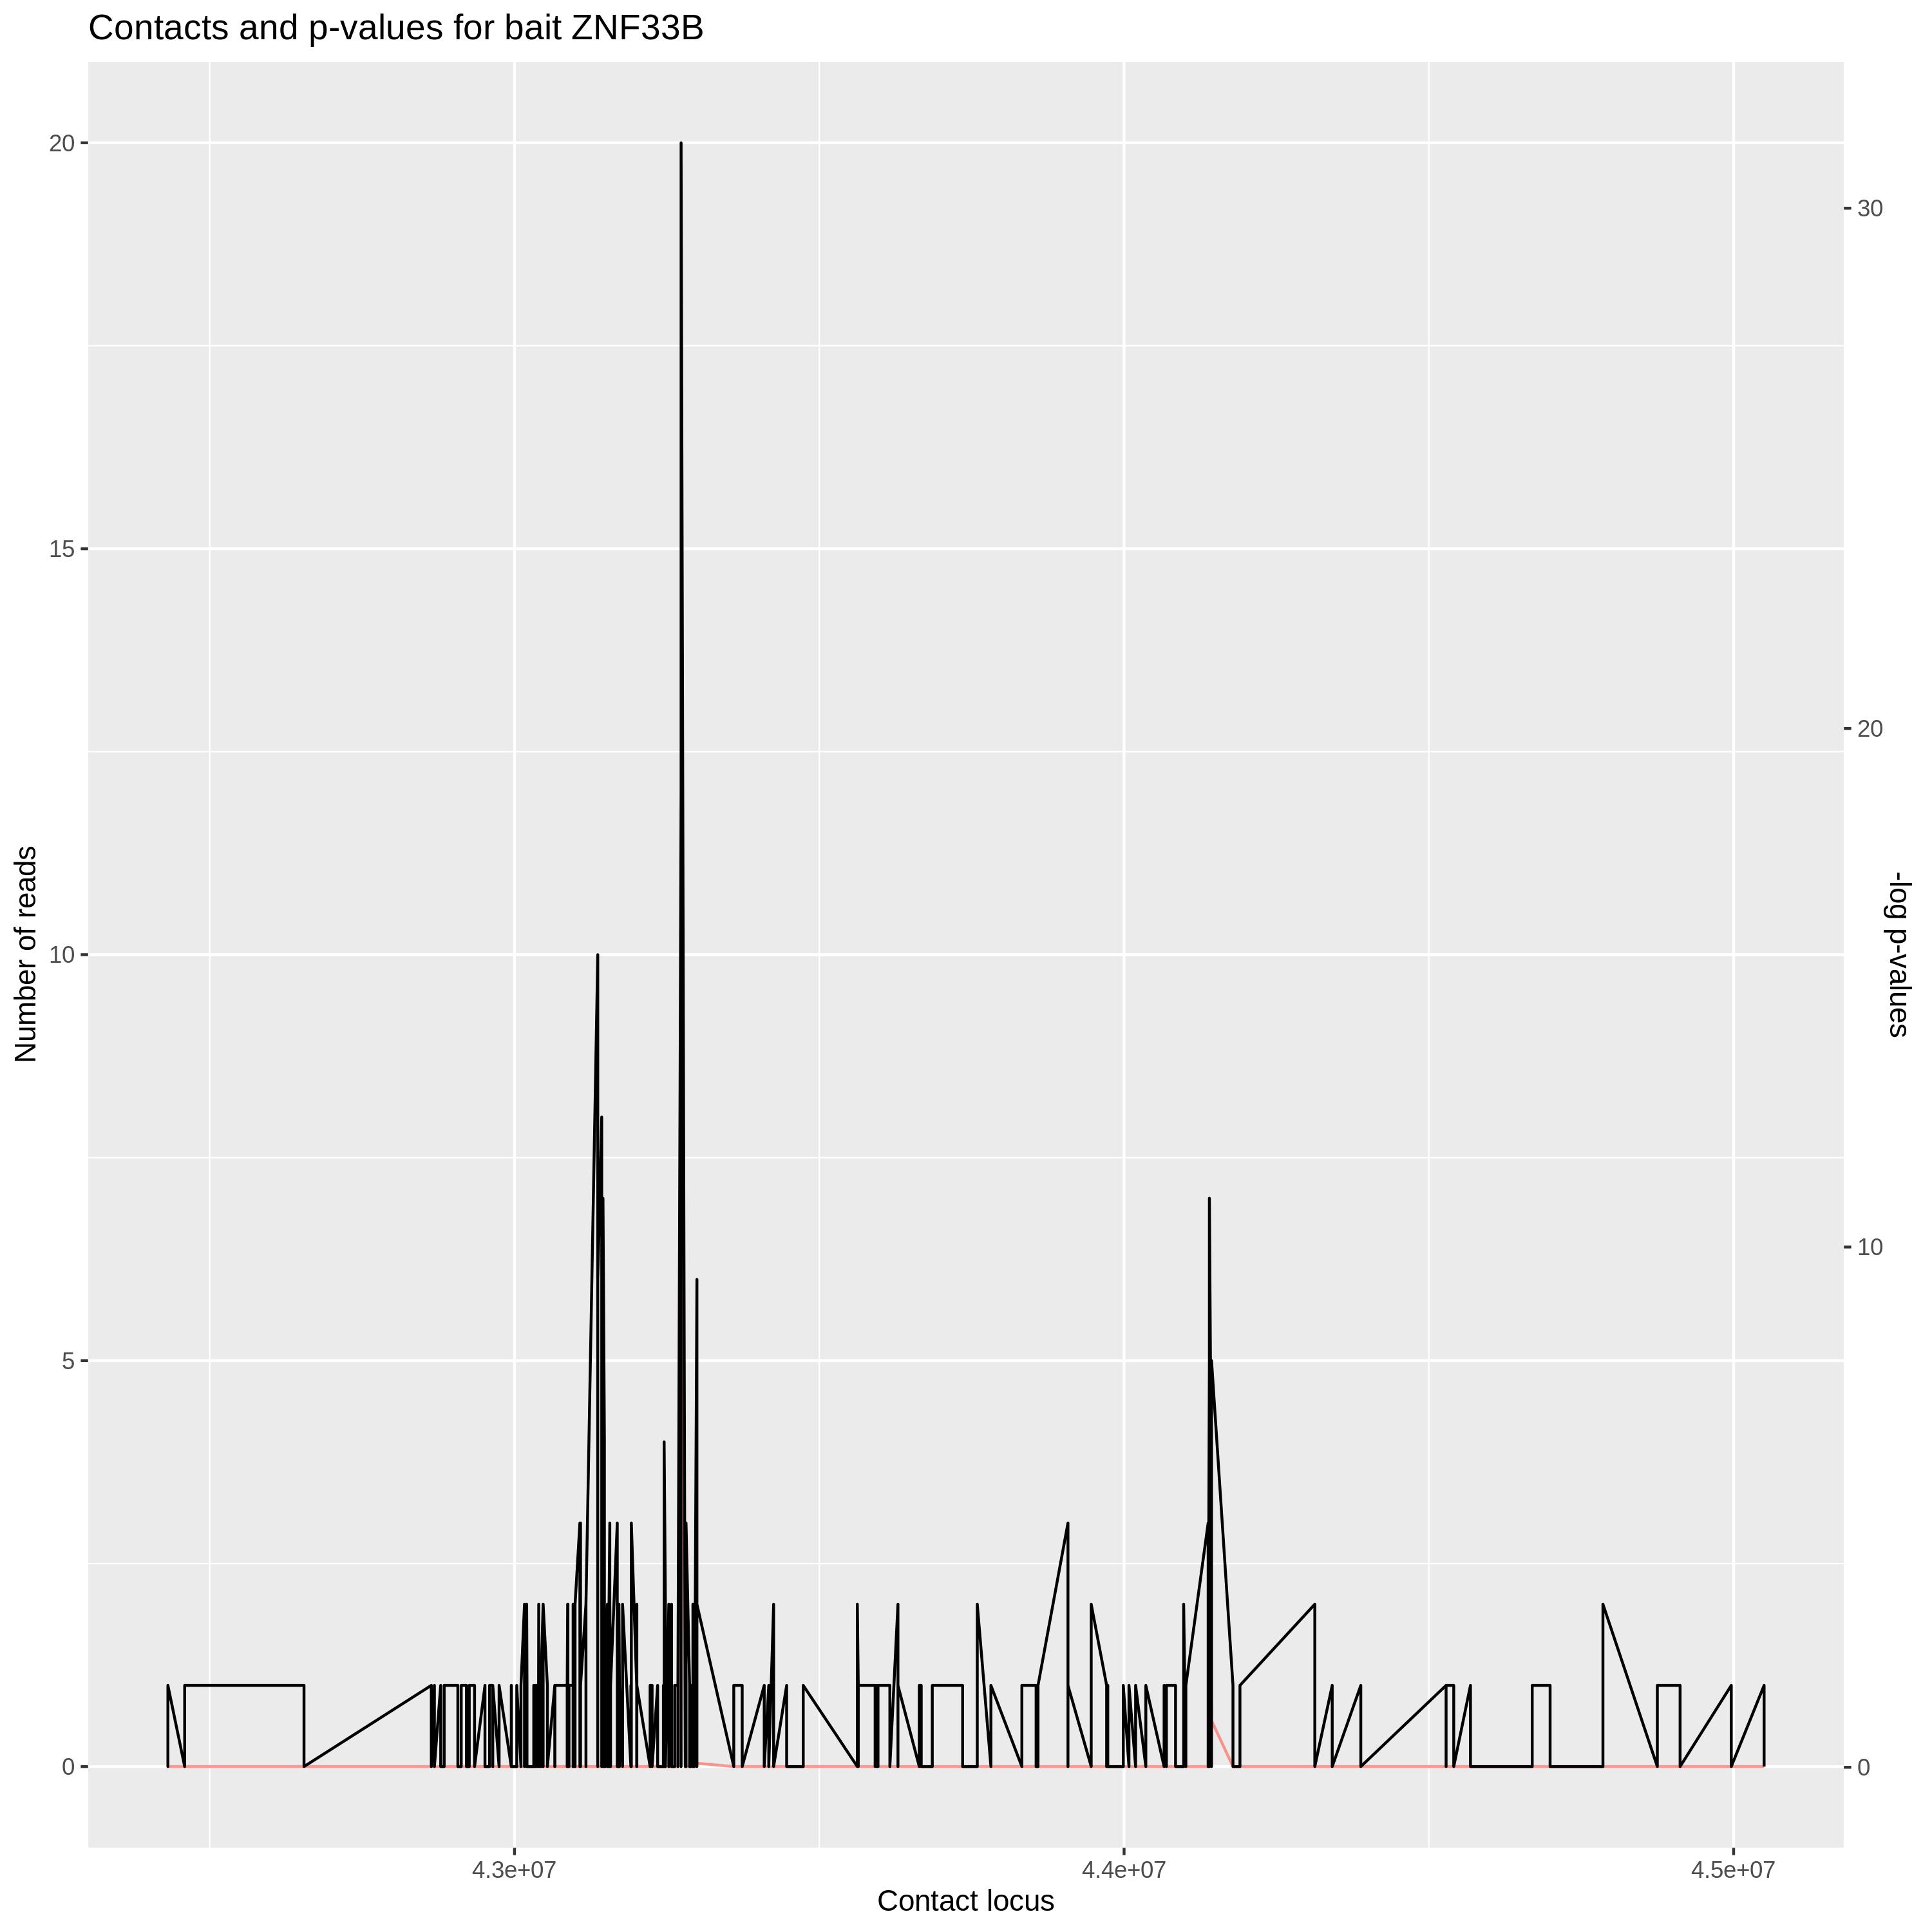 Contacts and p-values for bait ZNF33B
20
15
10
5
0
Number of reads
30
20
10
0
-log p-values
4.3e+07
4.4e+07
4.5e+07
Contact locus